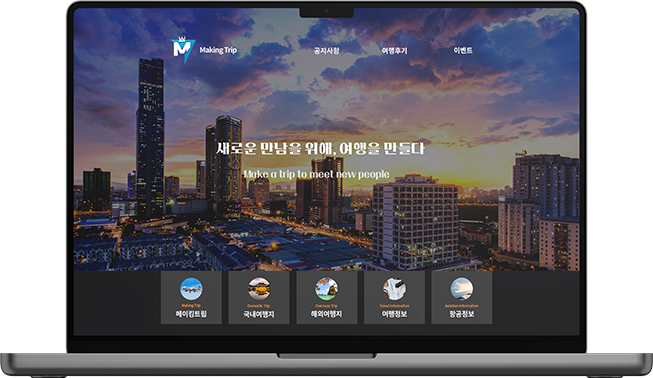 M
Making Trip
공지사항
여행후기
이벤트
새로운 만남을 위해, 여행을 만들다
Make a trip to meet new people
Making Trip
메이킹트립
Domestic Trip
국내여행지
Overseas Trip
해외여행지
Travel Information
여행정보
Aviation Information
항공정보